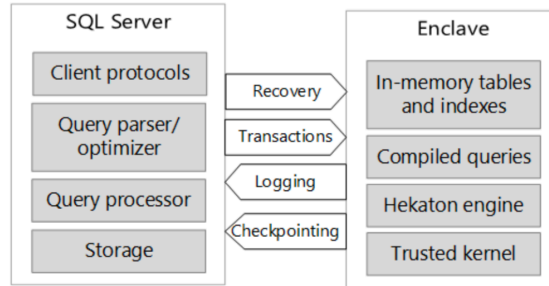 SQL Server
Client protocols
Query parser/
optimizer
Query processor
Storage
Recovery
Transactions
Logging
Checkpointing
Enclave
In-memory tables
and indexes
Compiled queries
Hekaton engine
Trusted kernel